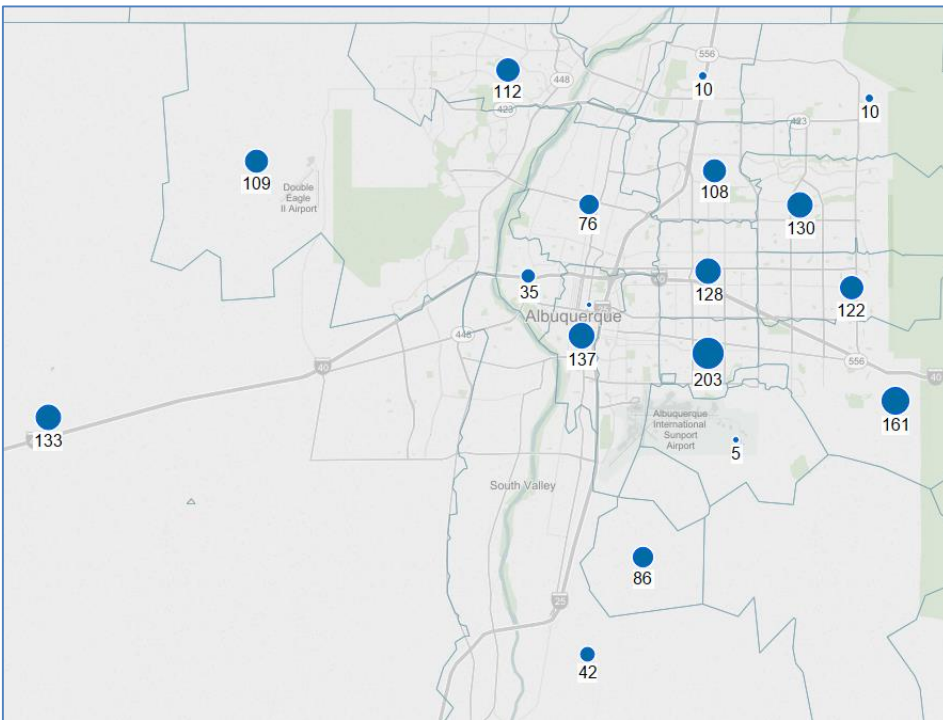 556
448
112
423
10
10
423
109
Double
Eagle
II Airport
108
130
76
35
128
122
Albuquerque
137
448
203
556
40
40
133
161
Albuquerque
International
Sunport
Airport
5
South Valley
86
25
42